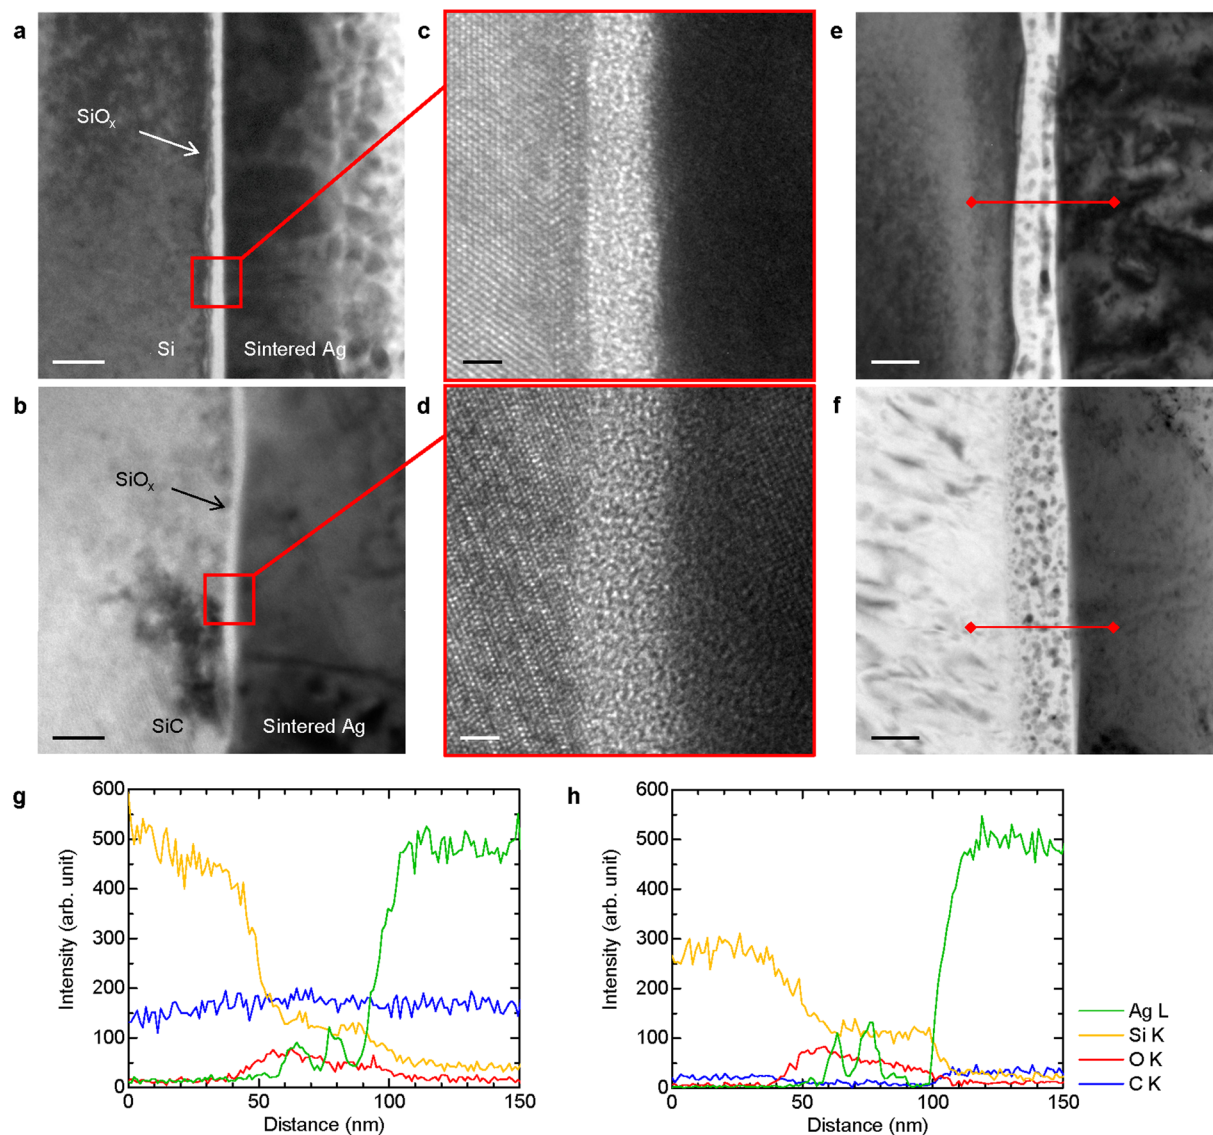 a
SiOₓ
Si
Sintered Ag
b
SiOₓ
SiC
Sintered Ag
c
d
e
f
g
600
500
400
300
200
100
0
Intensity (arb. unit)
0
50
100
150
Distance (nm)
h
600
500
400
300
200
100
0
Intensity (arb. unit)
0
50
100
150
Distance (nm)
Ag L
Si K
O K
C K